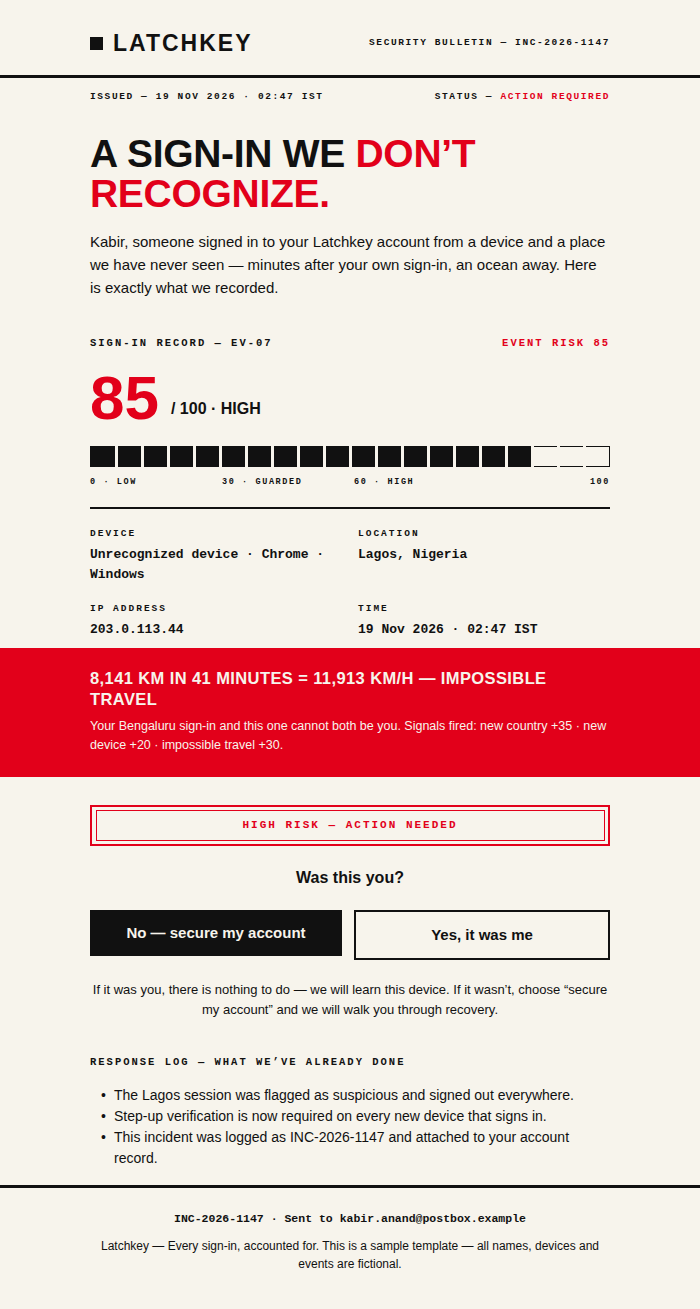 LATCHKEY
SECURITY BULLETIN — INC-2026-1147
ISSUED — 19 NOV 2026 · 02:47 IST
STATUS — ACTION REQUIRED
A SIGN-IN WE DON’T
RECOGNIZE.
Kabir, someone signed in to your Latchkey account from a device and a place
we have never seen — minutes after your own sign-in, an ocean away. Here
is exactly what we recorded.
SIGN-IN RECORD — EV-07
EVENT RISK 85
85 / 100 · HIGH
0 · LOW
30 · GUARDED
60 · HIGH
100
DEVICE
Unrecognized device · Chrome ·
Windows
LOCATION
Lagos, Nigeria
IP ADDRESS
203.0.113.44
TIME
19 Nov 2026 · 02:47 IST
8,141 KM IN 41 MINUTES = 11,913 KM/H — IMPOSSIBLE
TRAVEL
Your Bengaluru sign-in and this one cannot both be you. Signals fired: new country +35 · new
device +20 · impossible travel +30.
HIGH RISK — ACTION NEEDED
Was this you?
No — secure my account
Yes, it was me
If it was you, there is nothing to do — we will learn this device. If it wasn’t, choose “secure
my account” and we will walk you through recovery.
RESPONSE LOG — WHAT WE’VE ALREADY DONE
• The Lagos session was flagged as suspicious and signed out everywhere.
• Step-up verification is now required on every new device that signs in.
• This incident was logged as INC-2026-1147 and attached to your account
record.
INC-2026-1147 · Sent to kabir.anand@postbox.example
Latchkey — Every sign-in, accounted for. This is a sample template — all names, devices and
events are fictional.